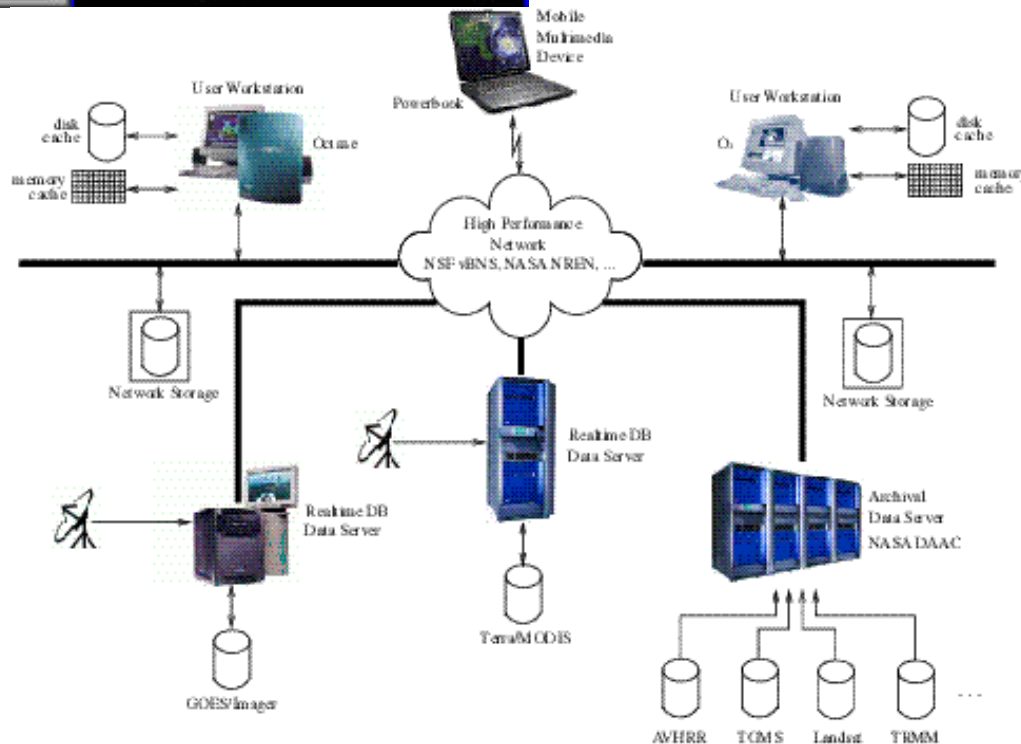 Mobile
Multimedia
Device
Powerbook
User Workstation
disk
cache
Octane
memory
cache
User Workstation
O₂
disk
cache
memor
cache
High Performance
Network
NSF vBNS, NASA NREN, ...
Network Storage
Network Storage
Realtime DB
Data Server
Realtime DB
Data Server
Archival
Data Server
NASA DAAC
Terra/MODIS
GOES/Imager
AVHRR
TOMS
Landsat
TRMM
...